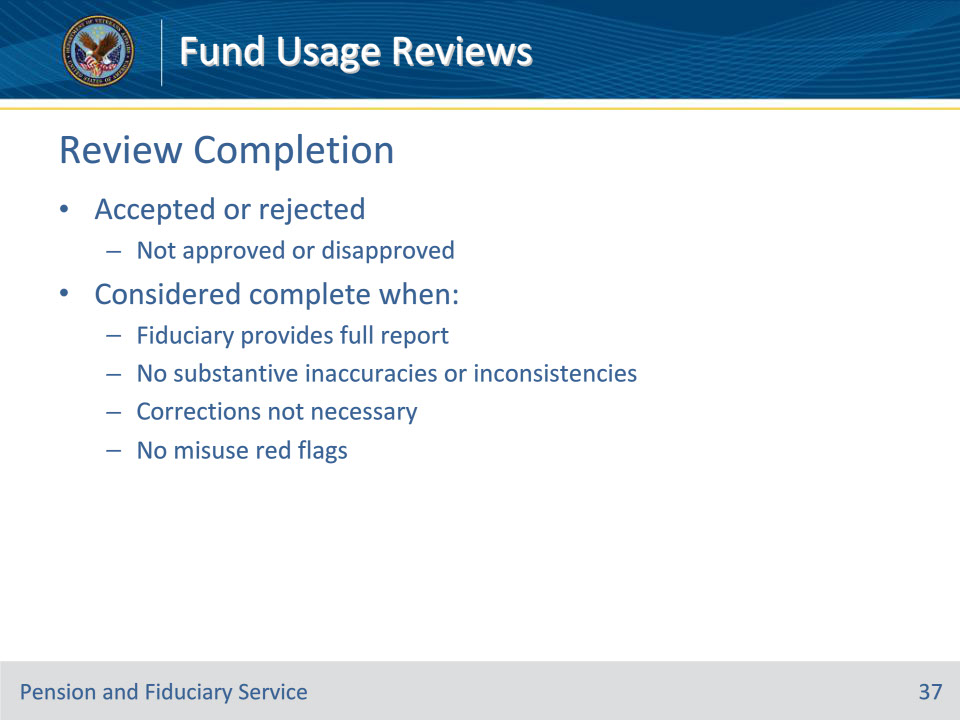 DEPARTMENT OF VETERANS AFFAIRS
UNITED STATES OF AMERICA
Fund Usage Reviews
Review Completion
• Accepted or rejected
– Not approved or disapproved
• Considered complete when:
– Fiduciary provides full report
– No substantive inaccuracies or inconsistencies
– Corrections not necessary
– No misuse red flags
Pension and Fiduciary Service
37